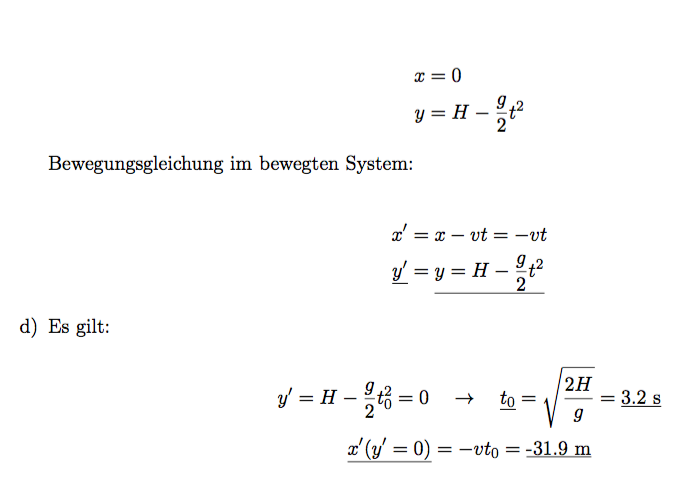 x = 0
y = H − g/2 t²
Bewegungsgleichung im bewegten System:
x′ = x − vt = −vt
y′ = y = H − g/2 t²
d) Es gilt:
y′ = H − g/2 t₀² = 0 → t₀ = √(2H/g) = 3.2 s
x′(y′ = 0) = −vt₀ = -31.9 m